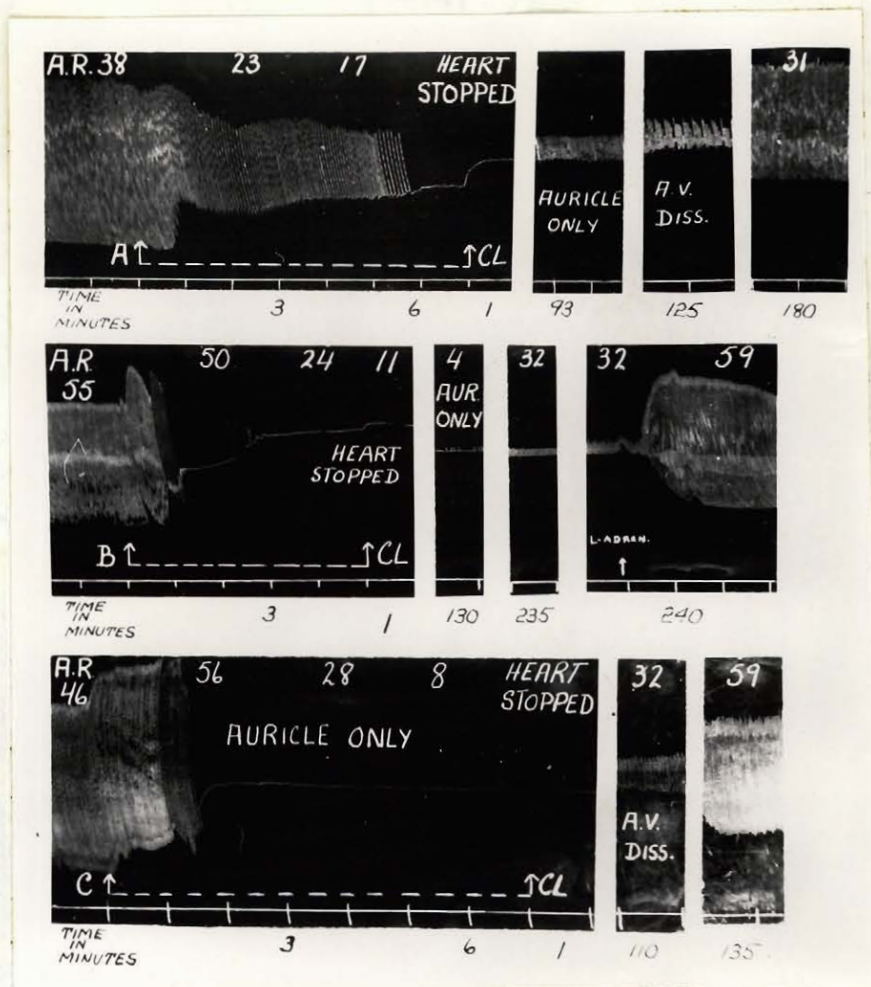 A.R. 38 23 17 HEART
STOPPED
31
AURICLE
ONLY
A.V.
DISS.
A CL
TIME
IN
MINUTES
3 6 1 93 125 180
A.R
55
50 24 11
4
AUR.
ONLY
32
32 59
HEART
STOPPED
L-ADREN.
B CL
TIME
IN
MINUTES
3 1 130 235 240
A.R
46
56 28 8 HEART
STOPPED
32 59
AURICLE ONLY
A.V.
DISS.
C CL
TIME
IN
MINUTES
3 6 1 110 135